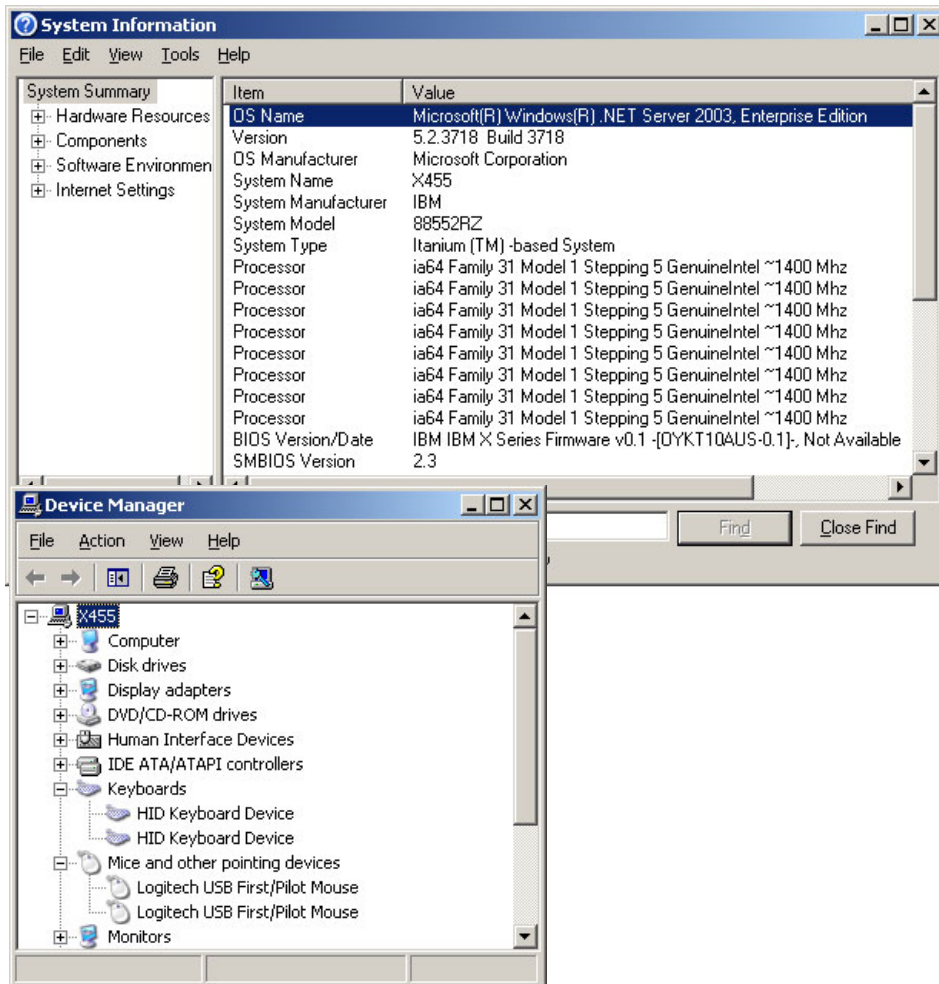 System Information
File Edit View Tools Help
System Summary
Hardware Resources
Components
Software Environmen
Internet Settings
Item Value
OS Name Microsoft(R) Windows(R) .NET Server 2003, Enterprise Edition
Version 5.2.3718 Build 3718
OS Manufacturer Microsoft Corporation
System Name X455
System Manufacturer IBM
System Model 88552RZ
System Type Itanium (TM) -based System
Processor ia64 Family 31 Model 1 Stepping 5 GenuineIntel ~1400 Mhz
Processor ia64 Family 31 Model 1 Stepping 5 GenuineIntel ~1400 Mhz
Processor ia64 Family 31 Model 1 Stepping 5 GenuineIntel ~1400 Mhz
Processor ia64 Family 31 Model 1 Stepping 5 GenuineIntel ~1400 Mhz
Processor ia64 Family 31 Model 1 Stepping 5 GenuineIntel ~1400 Mhz
Processor ia64 Family 31 Model 1 Stepping 5 GenuineIntel ~1400 Mhz
Processor ia64 Family 31 Model 1 Stepping 5 GenuineIntel ~1400 Mhz
Processor ia64 Family 31 Model 1 Stepping 5 GenuineIntel ~1400 Mhz
BIOS Version/Date IBM IBM X Series Firmware v0.1 -[OYKT10AUS-0.1]-, Not Available
SMBIOS Version 2.3
Find Close Find
Device Manager
File Action View Help
X455
Computer
Disk drives
Display adapters
DVD/CD-ROM drives
Human Interface Devices
IDE ATA/ATAPI controllers
Keyboards
HID Keyboard Device
HID Keyboard Device
Mice and other pointing devices
Logitech USB First/Pilot Mouse
Logitech USB First/Pilot Mouse
Monitors